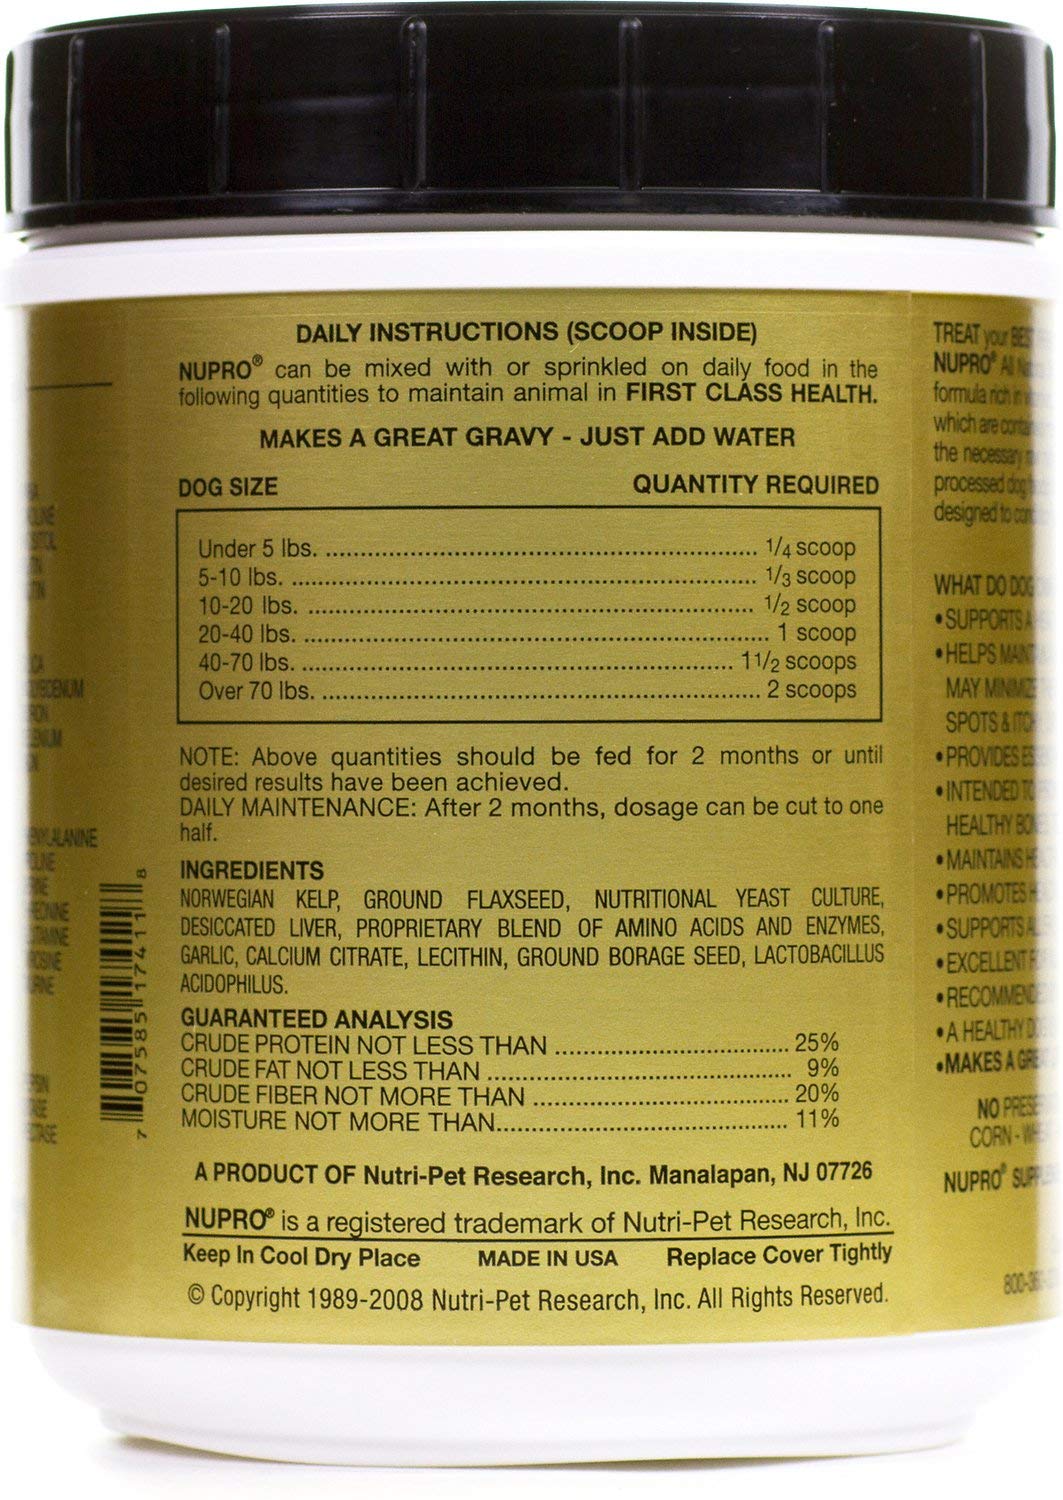 DAILY INSTRUCTIONS (SCOOP INSIDE)
NUPRO® can be mixed with or sprinkled on daily food in the
following quantities to maintain animal in FIRST CLASS HEALTH.
MAKES A GREAT GRAVY - JUST ADD WATER
DOG SIZE QUANTITY REQUIRED
Under 5 lbs. ........ 1/4 scoop
5-10 lbs. ........ 1/3 scoop
10-20 lbs. ........ 1/2 scoop
20-40 lbs. ........ 1 scoop
40-70 lbs. ........ 1 1/2 scoops
Over 70 lbs. ........ 2 scoops
NOTE: Above quantities should be fed for 2 months or until
desired results have been achieved.
DAILY MAINTENANCE: After 2 months, dosage can be cut to one
half.
INGREDIENTS
NORWEGIAN KELP, GROUND FLAXSEED, NUTRITIONAL YEAST CULTURE,
DESICCATED LIVER, PROPRIETARY BLEND OF AMINO ACIDS AND ENZYMES,
GARLIC, CALCIUM CITRATE, LECITHIN, GROUND BORAGE SEED, LACTOBACILLUS
ACIDOPHILUS.
GUARANTEED ANALYSIS
CRUDE PROTEIN NOT LESS THAN ........ 25%
CRUDE FAT NOT LESS THAN ........ 9%
CRUDE FIBER NOT MORE THAN ........ 20%
MOISTURE NOT MORE THAN........ 11%
A PRODUCT OF Nutri-Pet Research, Inc. Manalapan, NJ 07726
NUPRO® is a registered trademark of Nutri-Pet Research, Inc.
Keep In Cool Dry Place MADE IN USA Replace Cover Tightly
© Copyright 1989-2008 Nutri-Pet Research, Inc. All Rights Reserved.
7 07585 17411 8
TREAT your
NUPRO® All
formula rich in
which are
the necessary
processed dog
designed to
WHAT DO DOG
•SUPPORTS
•HELPS
MAY MINIMIZE
SPOTS &
•PROVIDES
•INTENDED TO
HEALTHY
•MAINTAINS
•PROMOTES
•SUPPORTS
•EXCELLENT
•RECOMMENDED
•A HEALTHY
•MAKES A
NO
CORN -
NUPRO®